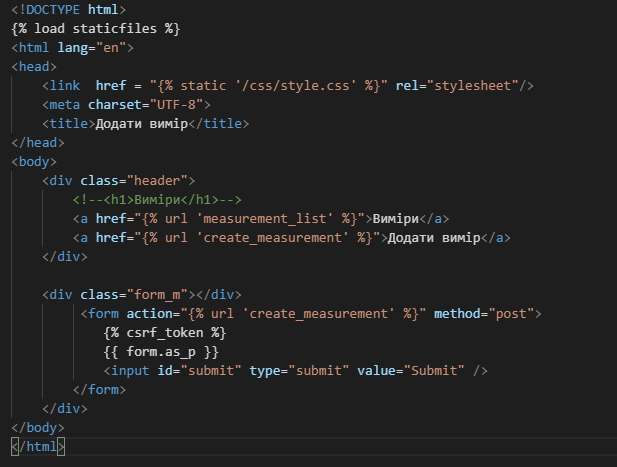 <!DOCTYPE html>
{% load staticfiles %}
<html lang="en">
<head>
    <link  href = "{% static '/css/style.css' %}" rel="stylesheet"/>
    <meta charset="UTF-8">
    <title>Додати вимір</title>
</head>
<body>
    <div class="header">
        <!--<h1>Виміри</h1>-->
        <a href="{% url 'measurement_list' %}">Виміри</a>
        <a href="{% url 'create_measurement' %}">Додати вимір</a>
    </div>

    <div class="form_m"></div>
         <form action="{% url 'create_measurement' %}" method="post">
            {% csrf_token %}
            {{ form.as_p }}
            <input id="submit" type="submit" value="Submit" />
        </form>
    </div>
</body>
</html>